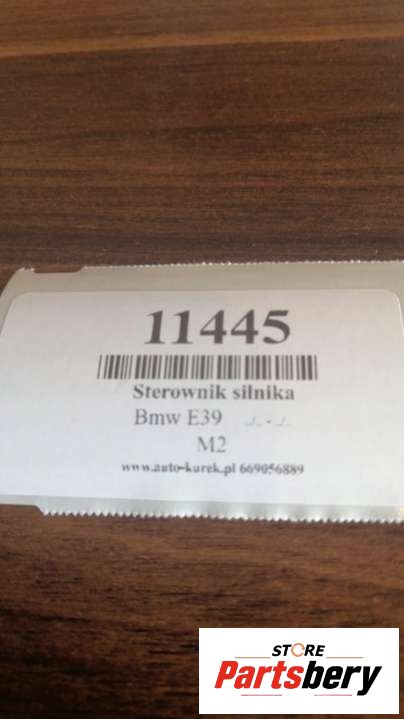 11445
Sterownik silnika
Bmw E39 ../.. - ../..
M2
www.auto-kurek.pl 669056889
STORE
Partsbery